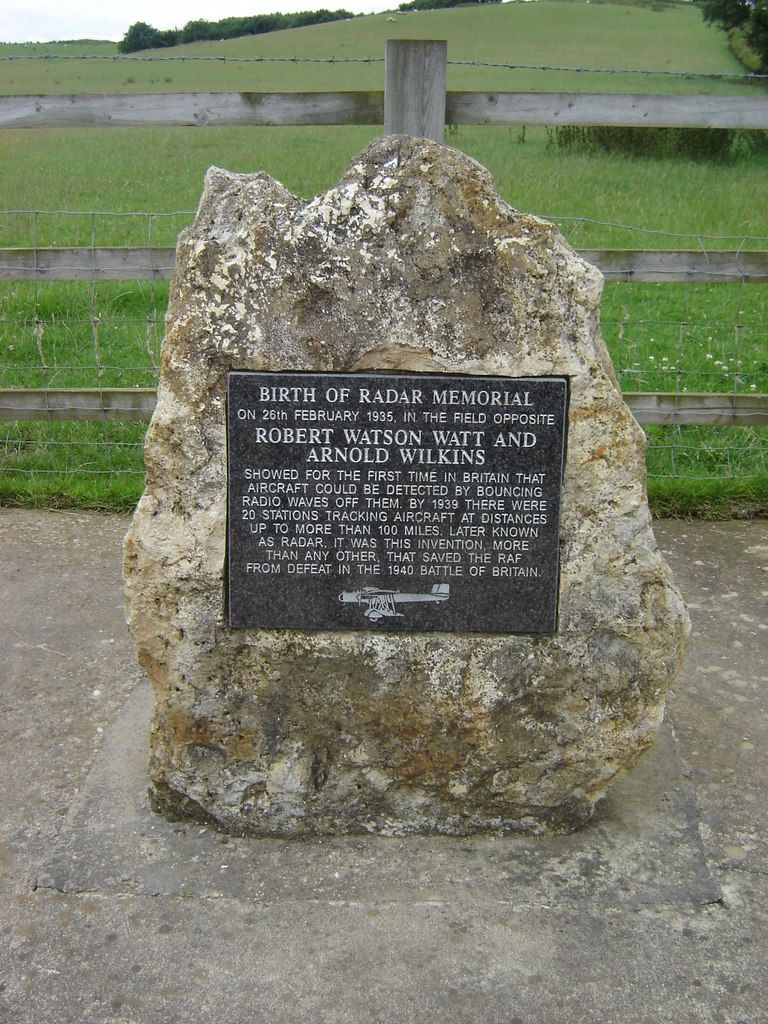 BIRTH OF RADAR MEMORIAL
ON 26th FEBRUARY 1935, IN THE FIELD OPPOSITE
ROBERT WATSON WATT AND
ARNOLD WILKINS
SHOWED FOR THE FIRST TIME IN BRITAIN THAT
AIRCRAFT COULD BE DETECTED BY BOUNCING
RADIO WAVES OFF THEM. BY 1939 THERE WERE
20 STATIONS TRACKING AIRCRAFT AT DISTANCES
UP TO MORE THAN 100 MILES. LATER KNOWN
AS RADAR, IT WAS THIS INVENTION, MORE
THAN ANY OTHER, THAT SAVED THE RAF
FROM DEFEAT IN THE 1940 BATTLE OF BRITAIN.